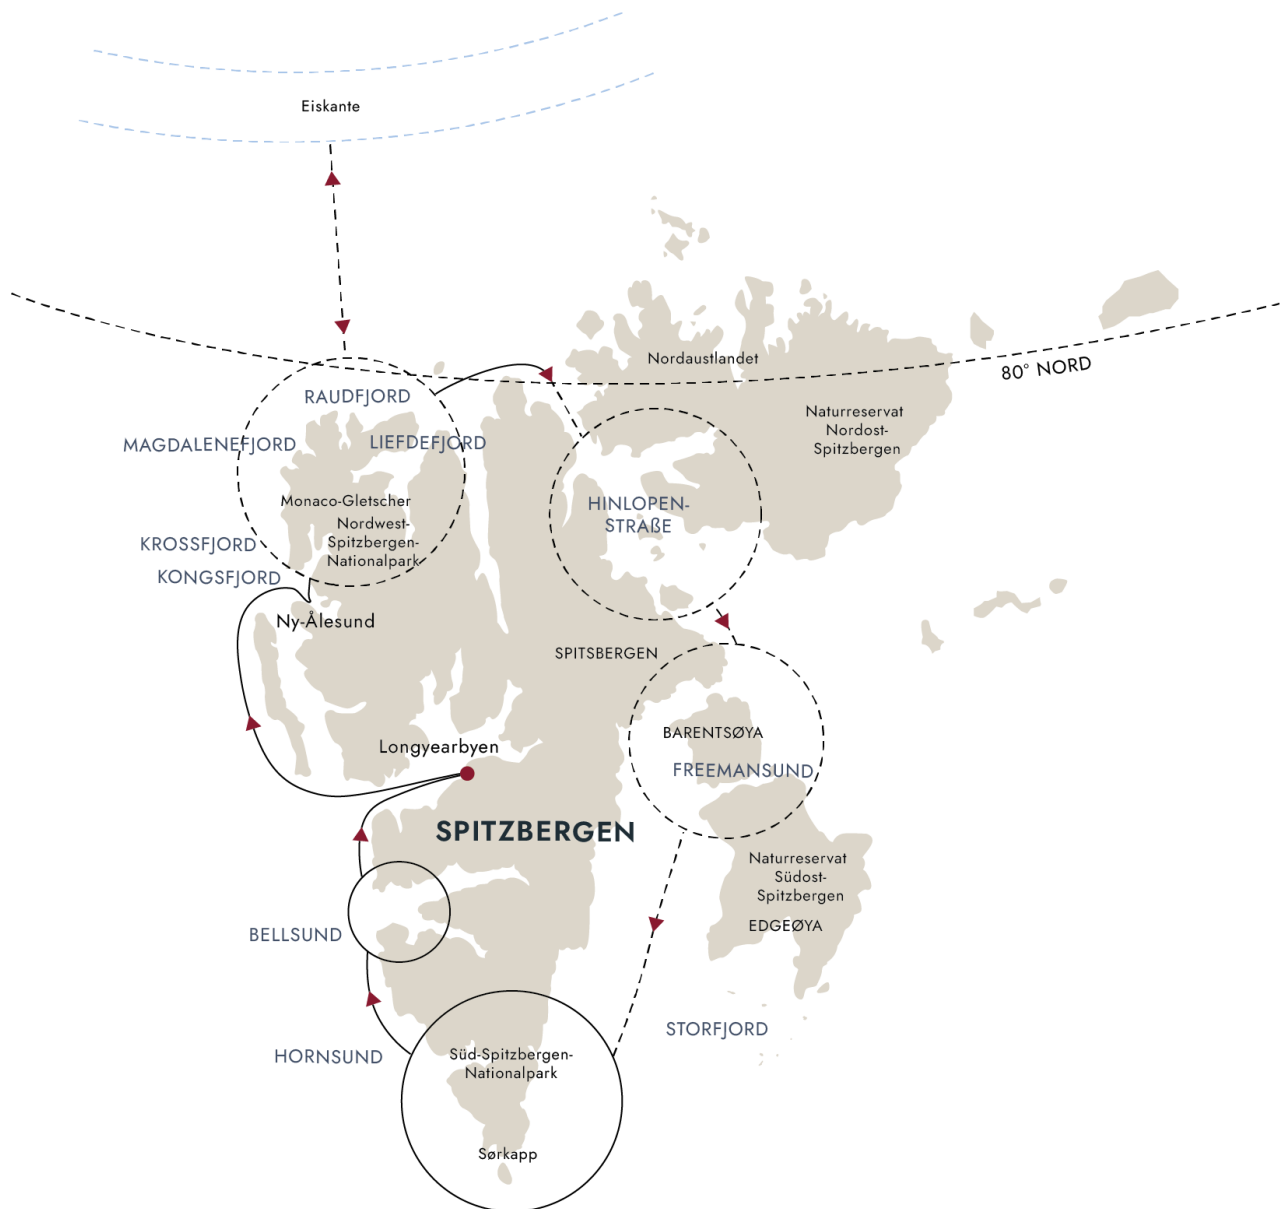 Eiskante
Nordaustlandet
80° NORD
RAUDFJORD
MAGDALENEFJORD
LIEFDEFJORD
Naturreservat
Nordost-
Spitzbergen
Monaco-Gletscher
Nordwest-
Spitzbergen-
Nationalpark
HINLOPEN-
STRAßE
KROSSFJORD
KONGSFJORD
Ny-Ålesund
SPITSBERGEN
BARENTSØYA
Longyearbyen
FREEMANSUND
SPITZBERGEN
Naturreservat
Südost-
Spitzbergen
EDGEØYA
BELLSUND
STORFJORD
HORNSUND
Süd-Spitzbergen-
Nationalpark
Sørkapp